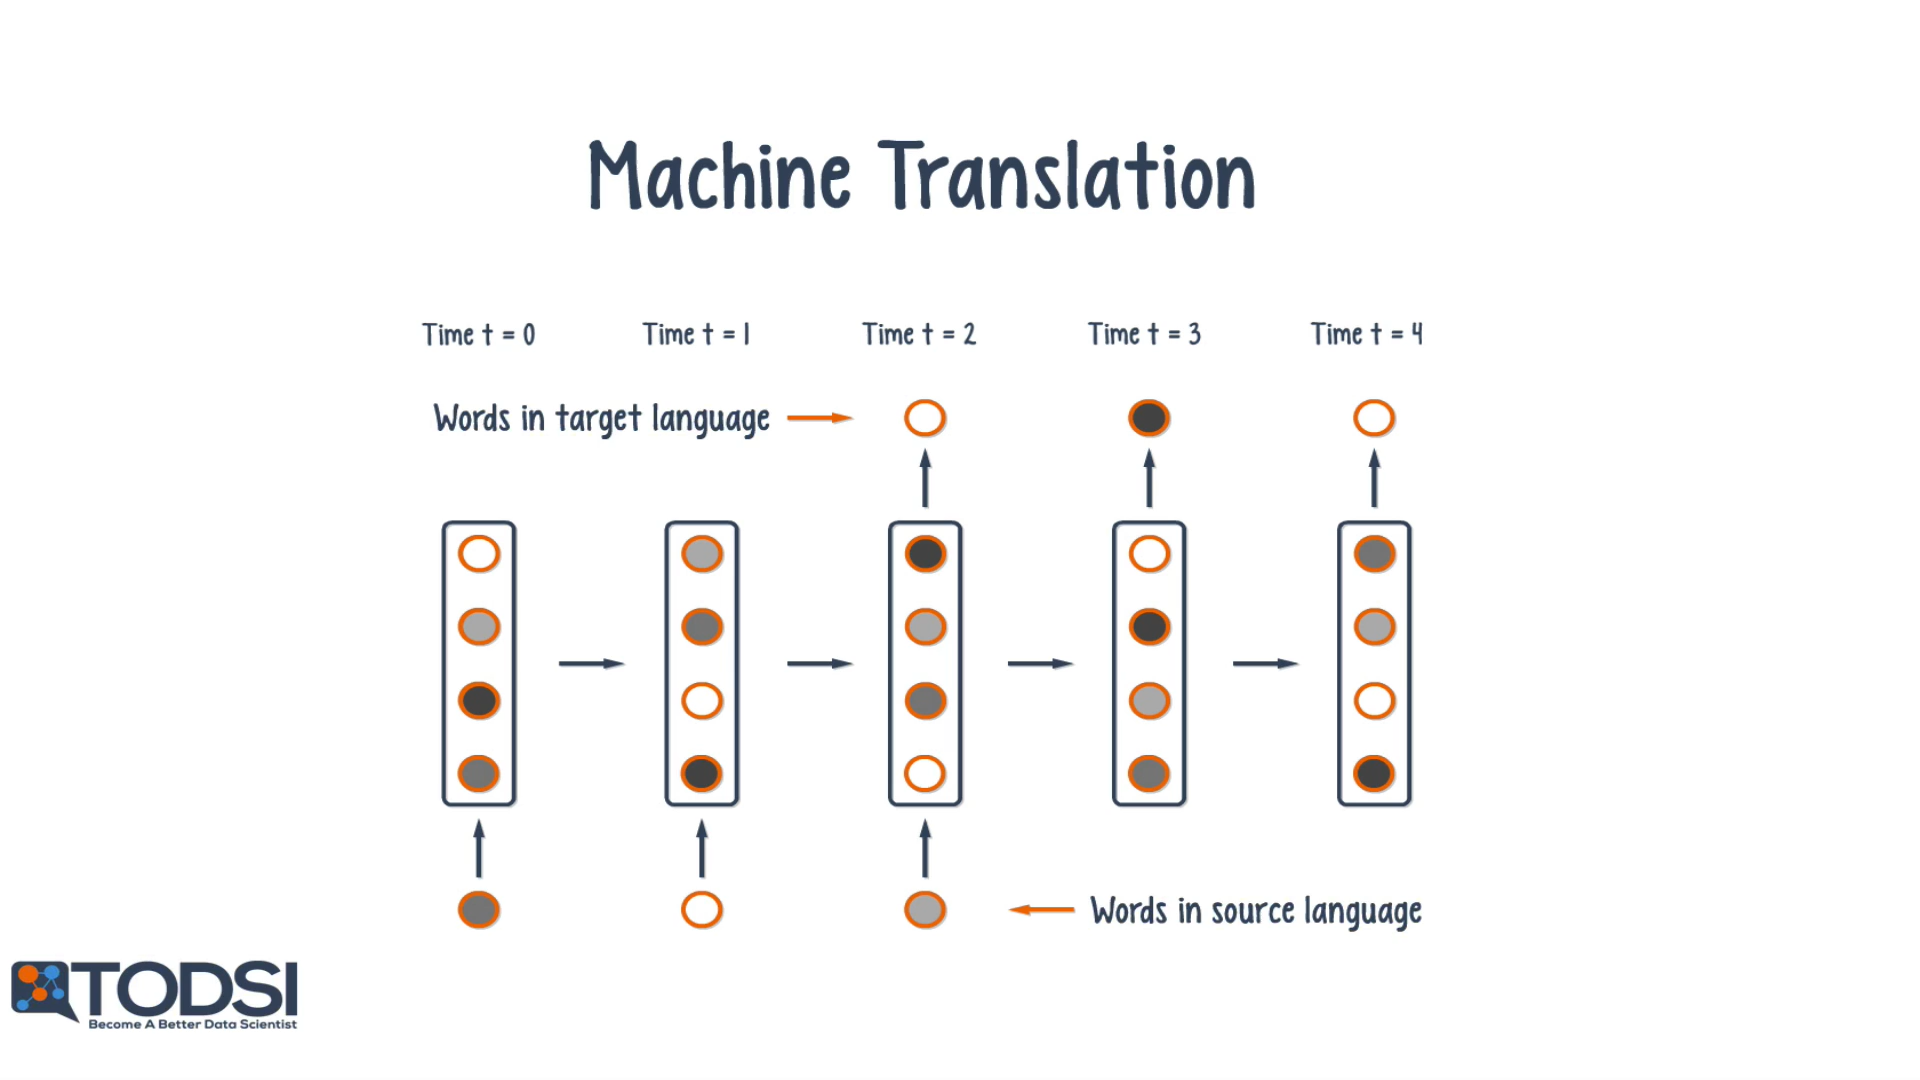 Machine Translation
Time t = 0
Time t = 1
Time t = 2
Time t = 3
Time t = 4
Words in target language
Words in source language
TODSI
Become A Better Data Scientist